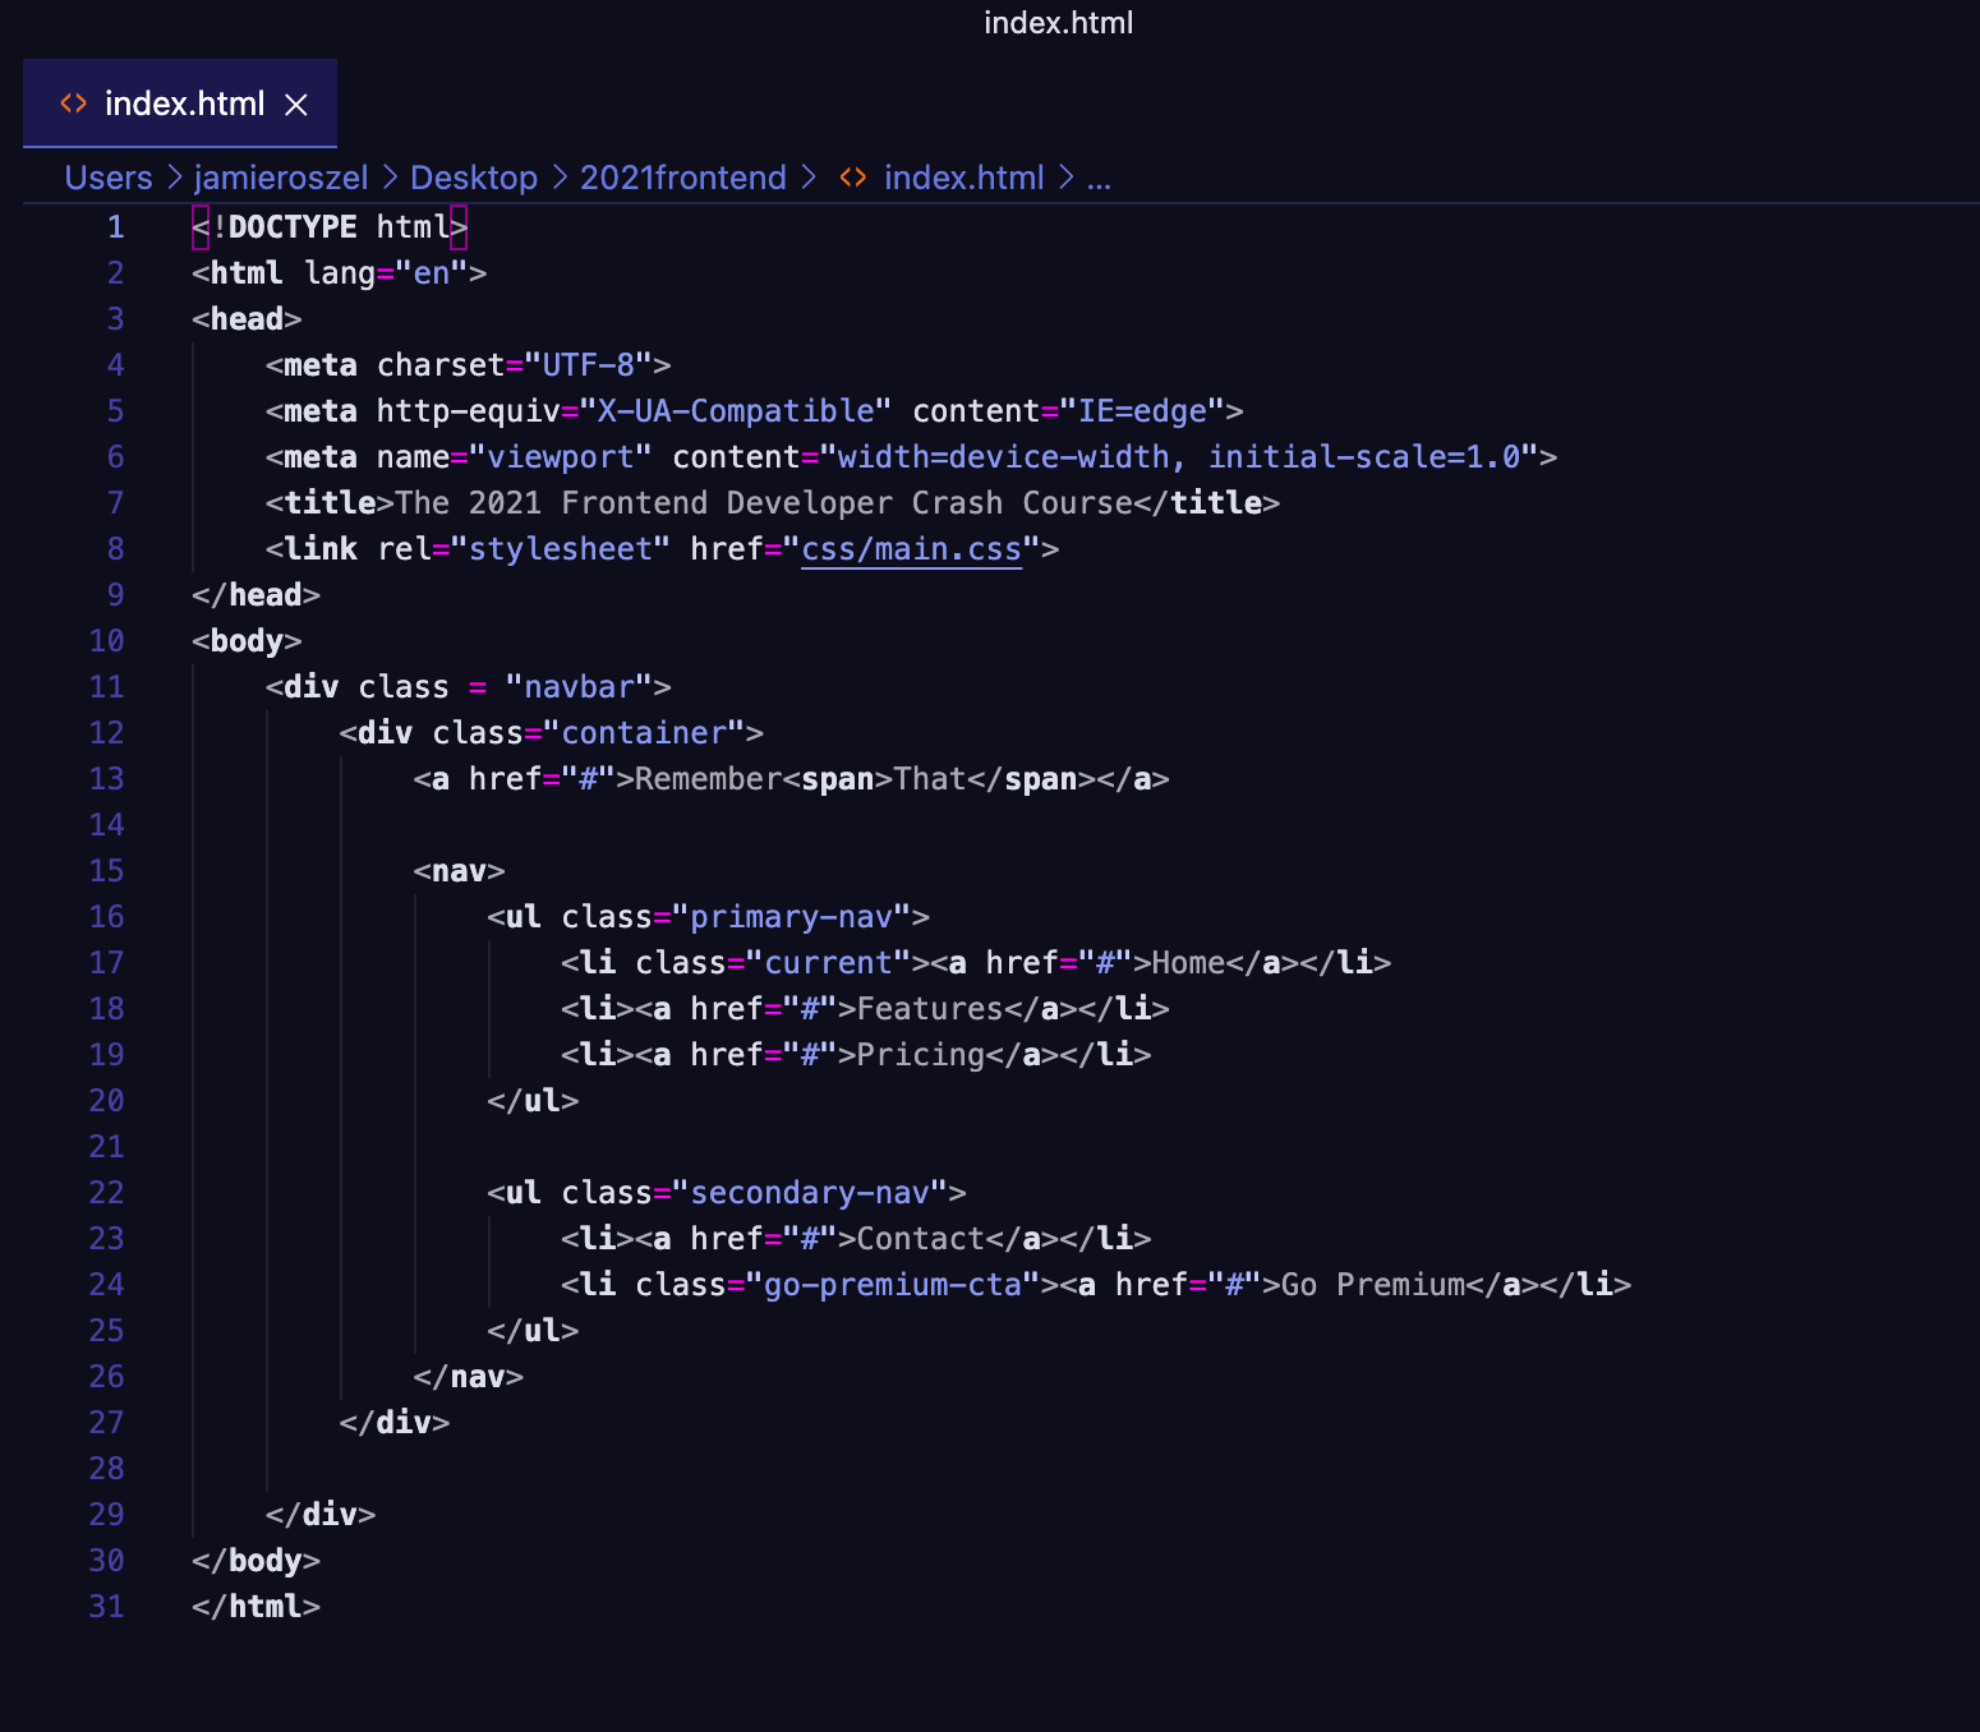 index.html
index.html
Users > jamieroszel > Desktop > 2021frontend > <> index.html > ...
1 <!DOCTYPE html>
2 <html lang="en">
3 <head>
4     <meta charset="UTF-8">
5     <meta http-equiv="X-UA-Compatible" content="IE=edge">
6     <meta name="viewport" content="width=device-width, initial-scale=1.0">
7     <title>The 2021 Frontend Developer Crash Course</title>
8     <link rel="stylesheet" href="css/main.css">
9 </head>
10 <body>
11     <div class = "navbar">
12         <div class="container">
13             <a href="#">Remember<span>That</span></a>
14
15             <nav>
16                 <ul class="primary-nav">
17                     <li class="current"><a href="#">Home</a></li>
18                     <li><a href="#">Features</a></li>
19                     <li><a href="#">Pricing</a></li>
20                 </ul>
21
22                 <ul class="secondary-nav">
23                     <li><a href="#">Contact</a></li>
24                     <li class="go-premium-cta"><a href="#">Go Premium</a></li>
25                 </ul>
26             </nav>
27         </div>
28
29     </div>
30 </body>
31 </html>